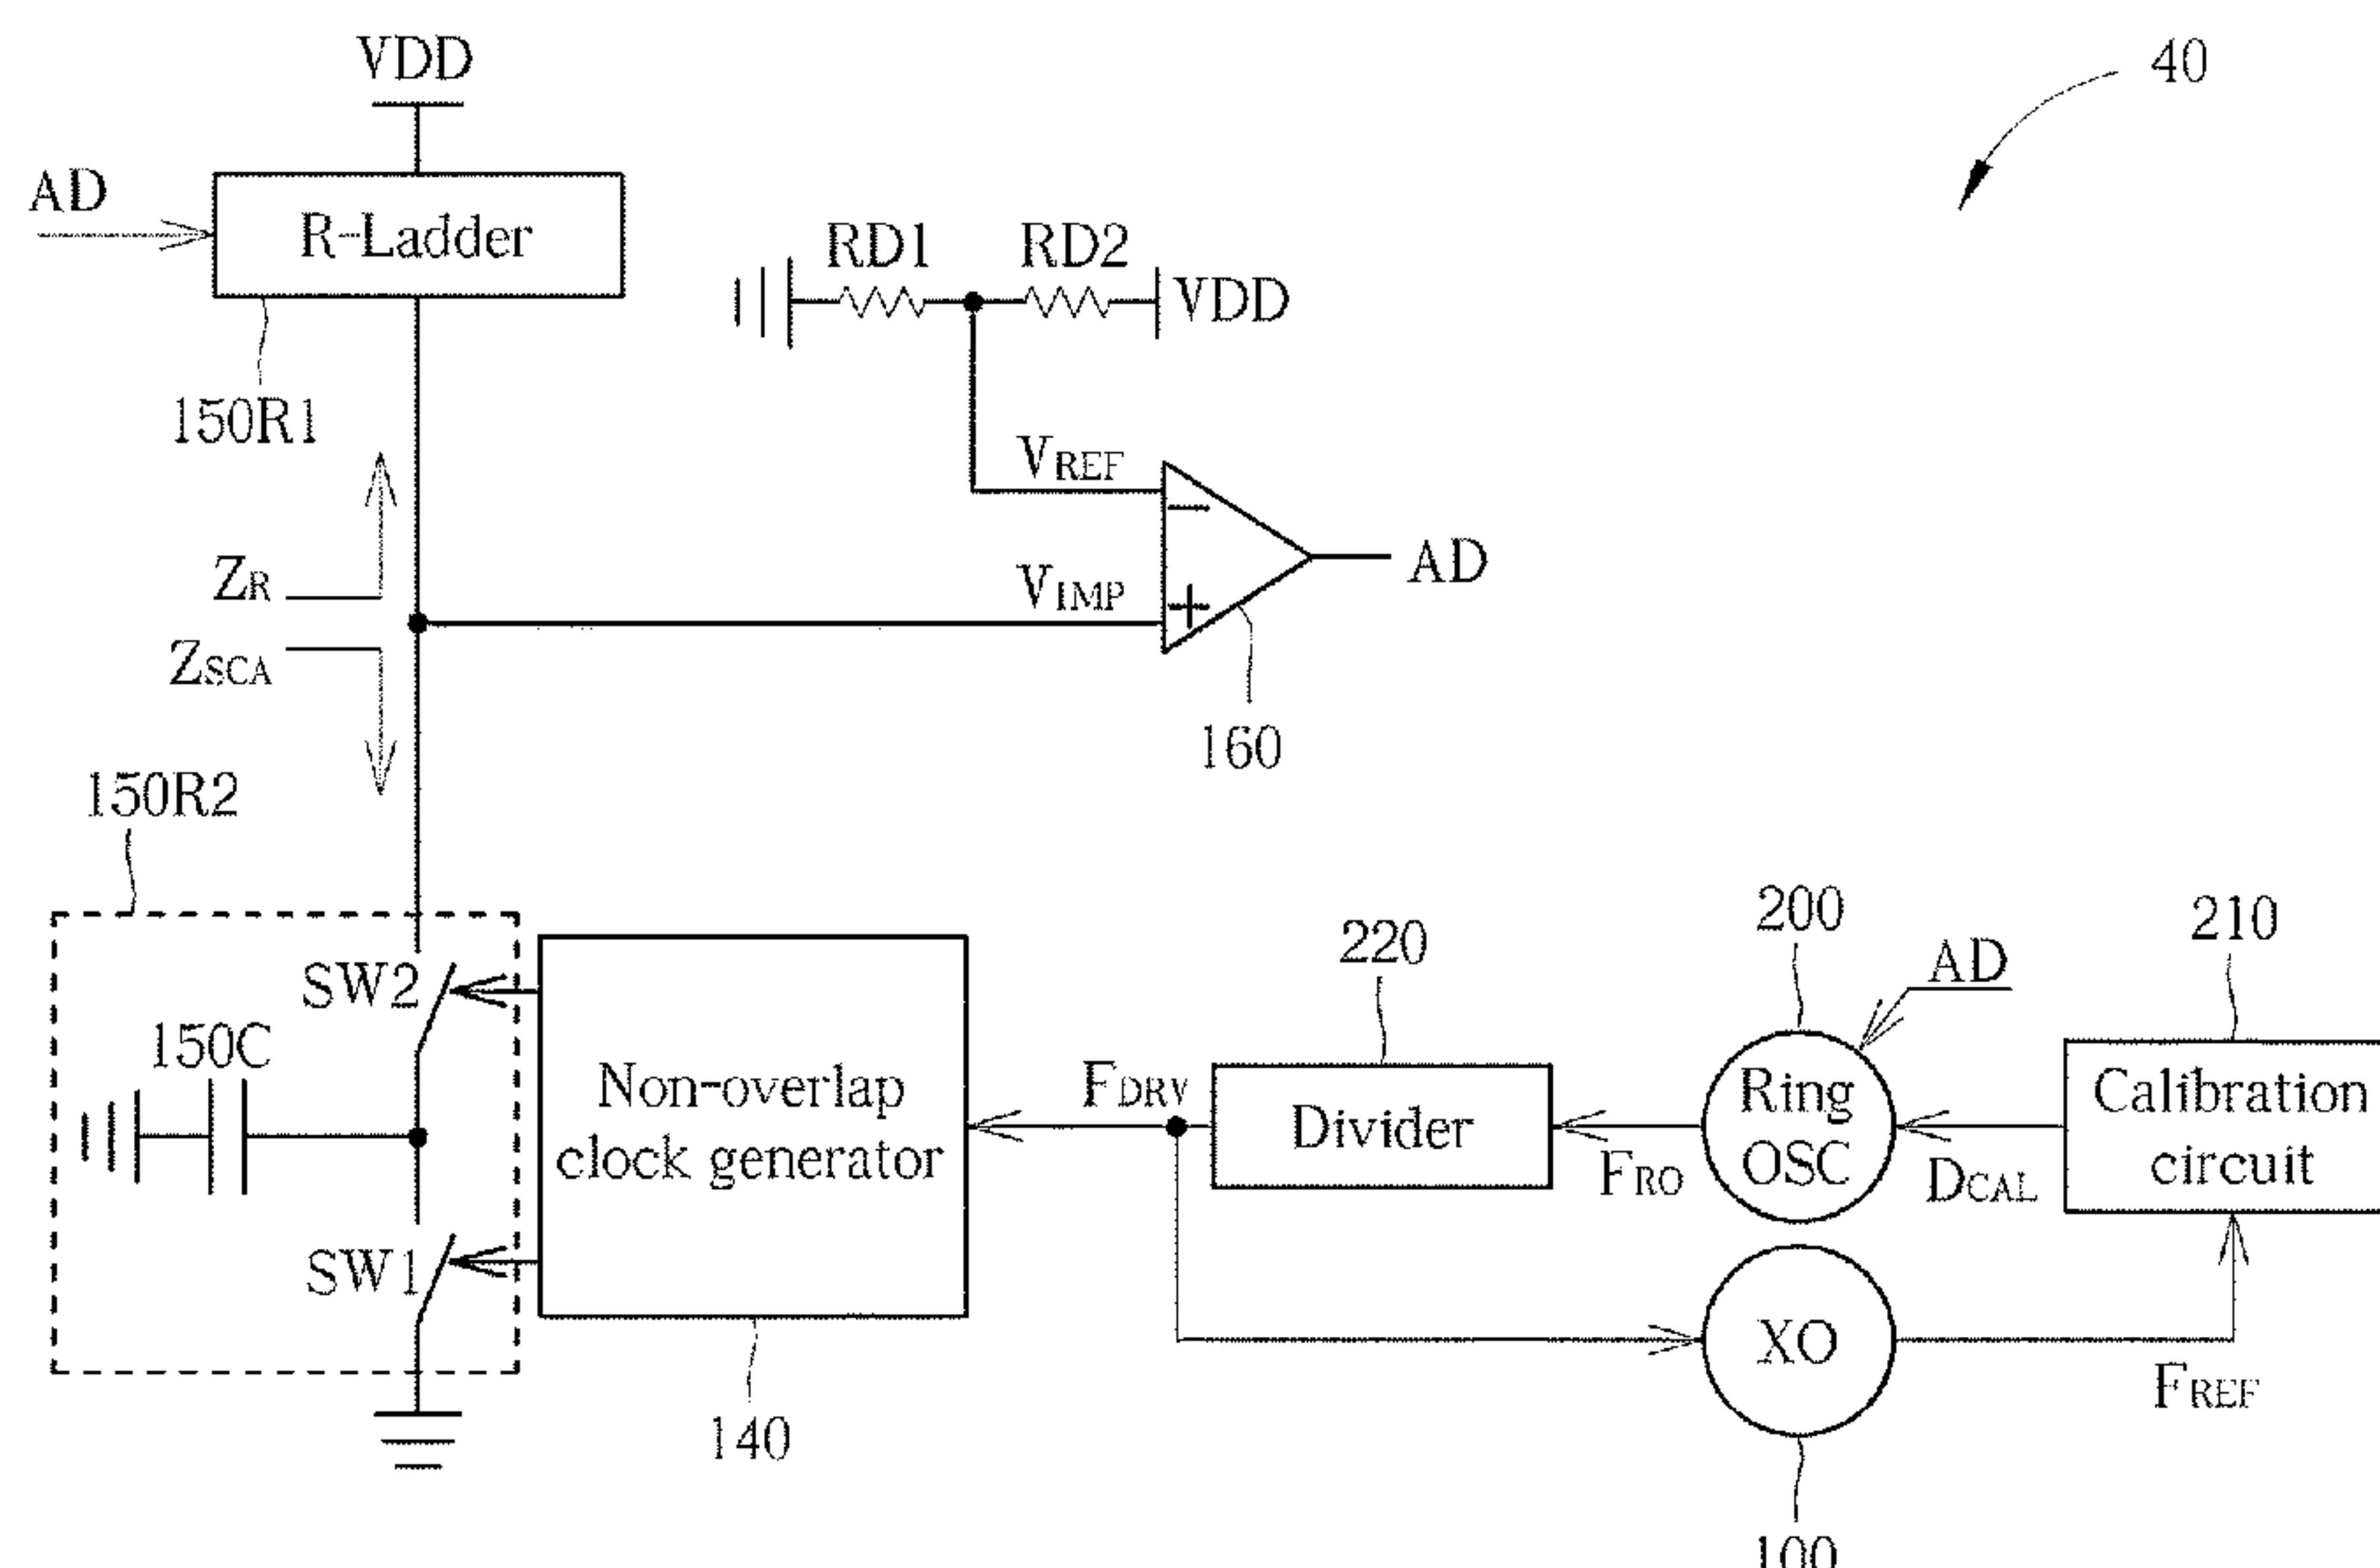 VDD
40
AD
R-Ladder
RD1
RD2
VDD
150R1
VREF
VIMP
AD
ZR
ZSCA
160
150R2
SW2
150C
SW1
Non-overlap
clock generator
140
FDRV
220
Divider
FRO
200
AD
Ring
OSC
DCAL
210
Calibration
circuit
XO
FREF
100